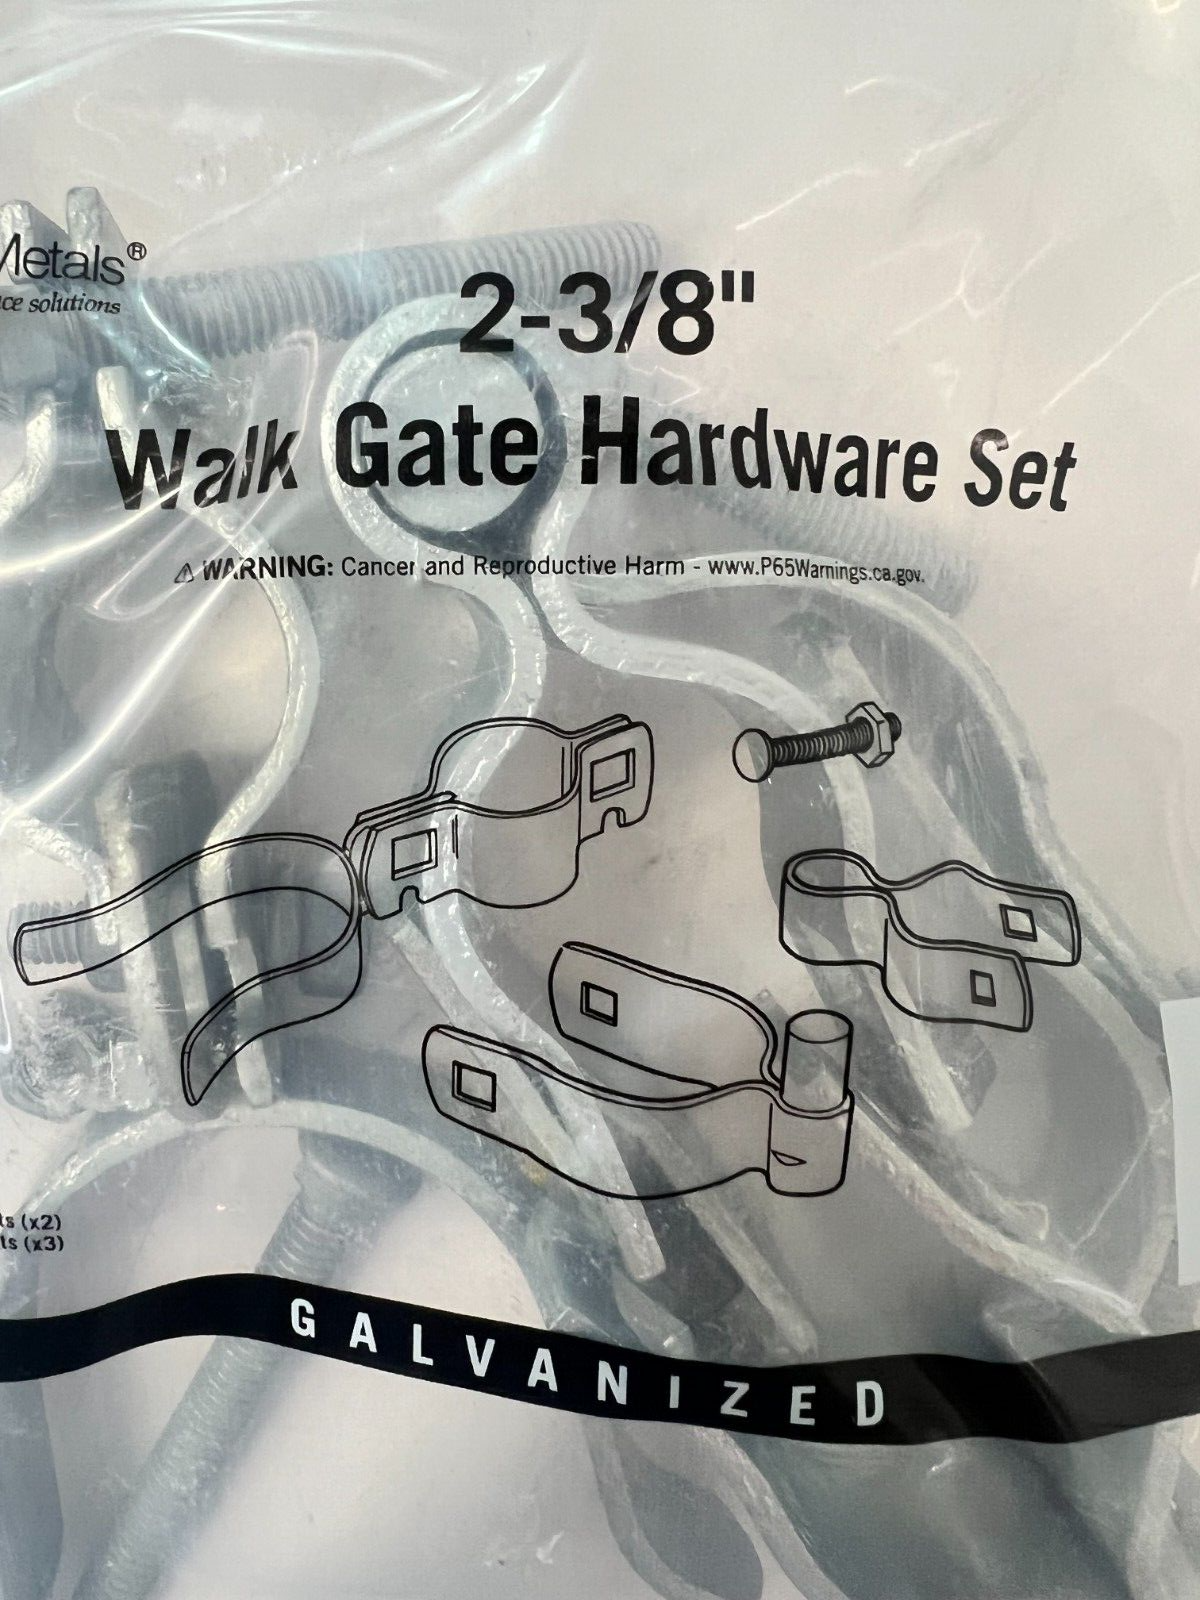 Metals®
ce solutions
2-3/8"
Walk Gate Hardware Set
⚠ WARNING: Cancer and Reproductive Harm - www.P65Warnings.ca.gov.
ts (x2)
ts (x3)
GALVANIZED